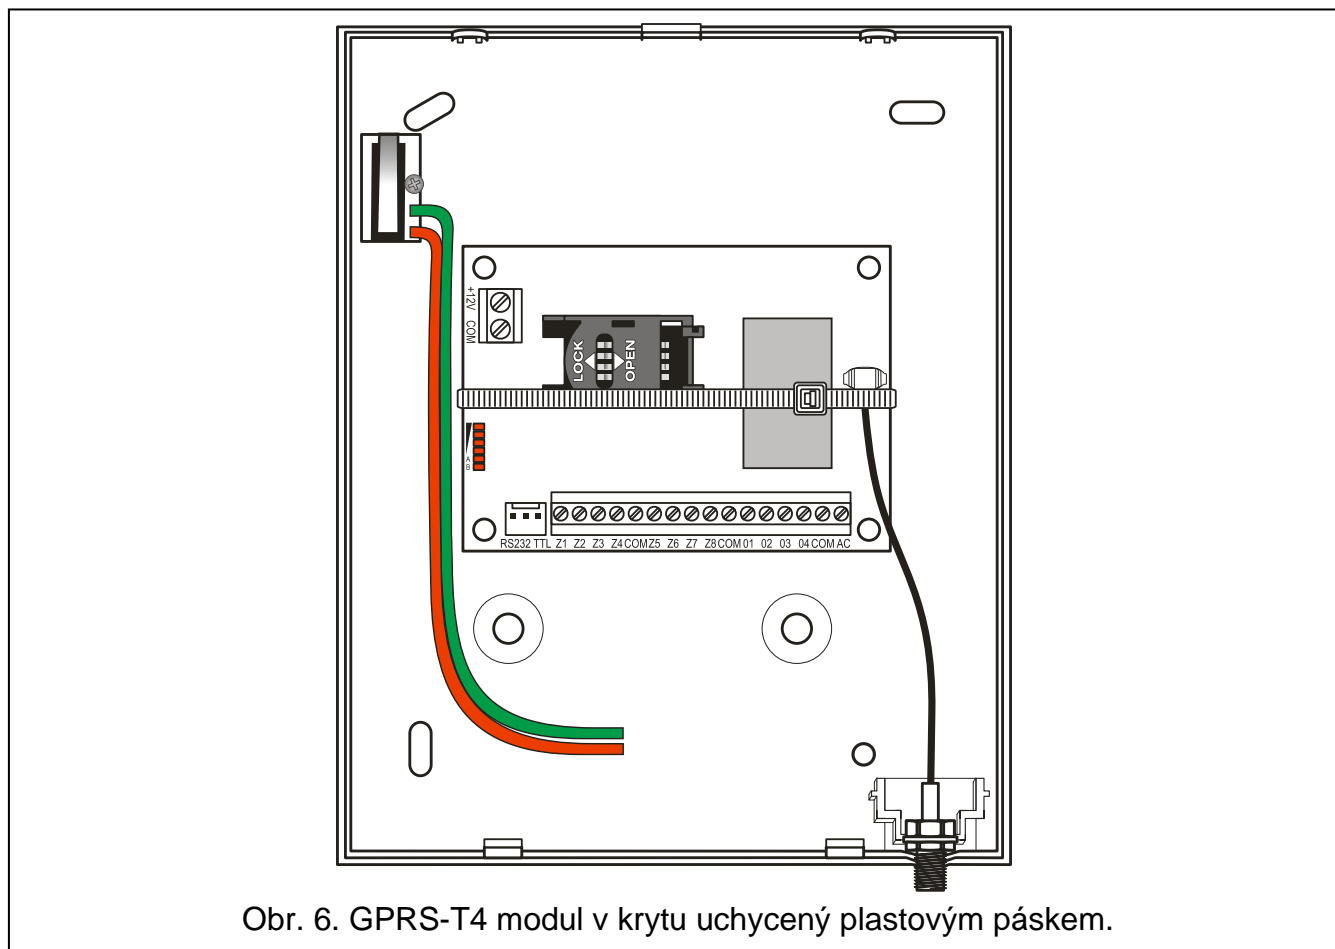 +12V COM
LOCK
OPEN
A
B
RS232 TTL Z1 Z2 Z3 Z4 COM Z5 Z6 Z7 Z8 COM 01 02 03 04 COM AC
Obr. 6. GPRS-T4 modul v krytu uchycený plastovým páskem.